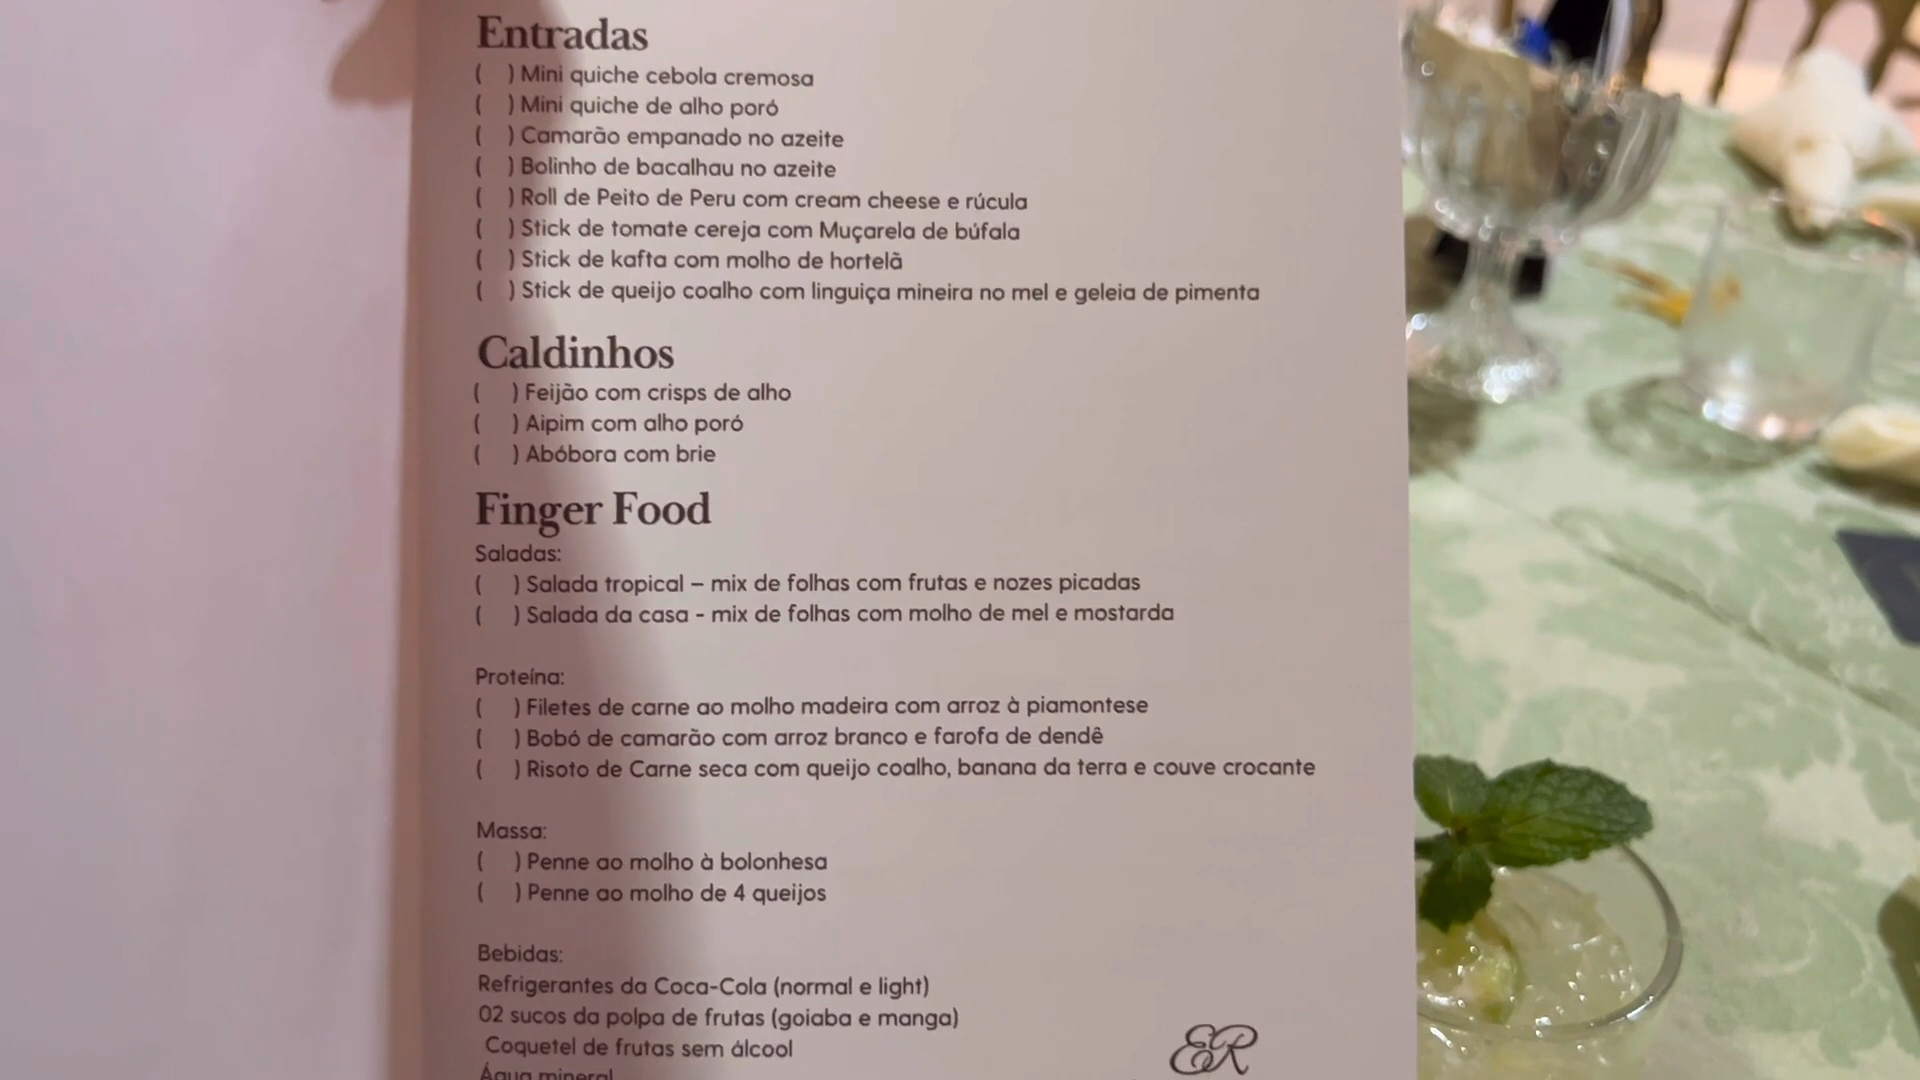 Entradas
( ) Mini quiche cebola cremosa
( ) Mini quiche de alho poró
( ) Camarão empanado no azeite
( ) Bolinho de bacalhau no azeite
( ) Roll de Peito de Peru com cream cheese e rúcula
( ) Stick de tomate cereja com Muçarela de búfala
( ) Stick de kafta com molho de hortelã
( ) Stick de queijo coalho com linguiça mineira no mel e geleia de pimenta
Caldinhos
( ) Feijão com crisps de alho
( ) Aipim com alho poró
( ) Abóbora com brie
Finger Food
Saladas:
( ) Salada tropical – mix de folhas com frutas e nozes picadas
( ) Salada da casa - mix de folhas com molho de mel e mostarda
Proteína:
( ) Filetes de carne ao molho madeira com arroz à piamontese
( ) Bobó de camarão com arroz branco e farofa de dendê
( ) Risoto de Carne seca com queijo coalho, banana da terra e couve crocante
Massa:
( ) Penne ao molho à bolonhesa
( ) Penne ao molho de 4 queijos
Bebidas:
Refrigerantes da Coca-Cola (normal e light)
02 sucos da polpa de frutas (goiaba e manga)
Coquetel de frutas sem álcool
Água mineral
ER